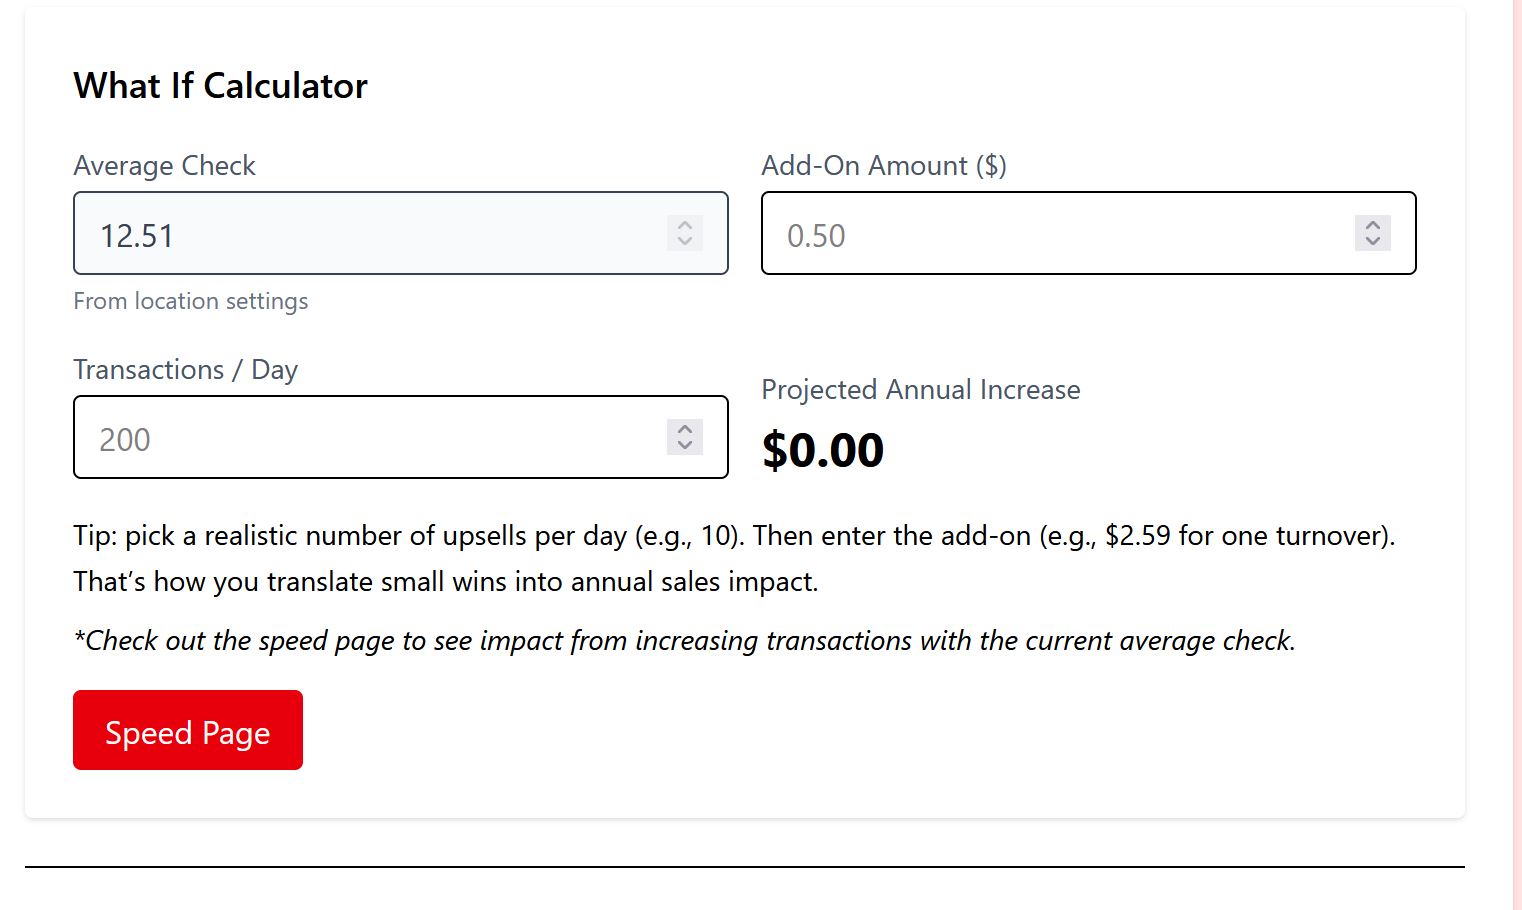 What If Calculator
Average Check
12.51
From location settings
Add-On Amount ($)
0.50
Transactions / Day
200
Projected Annual Increase
$0.00
Tip: pick a realistic number of upsells per day (e.g., 10). Then enter the add-on (e.g., $2.59 for one turnover).
That’s how you translate small wins into annual sales impact.
*Check out the speed page to see impact from increasing transactions with the current average check.
Speed Page